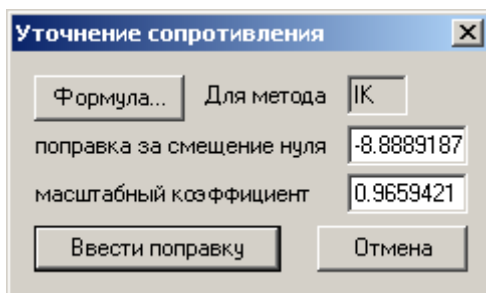 Уточнение сопротивления
Формула... Для метода IK
поправка за смещение нуля -8.8889187
масштабный коэффициент 0.9659421
Ввести поправку Отмена